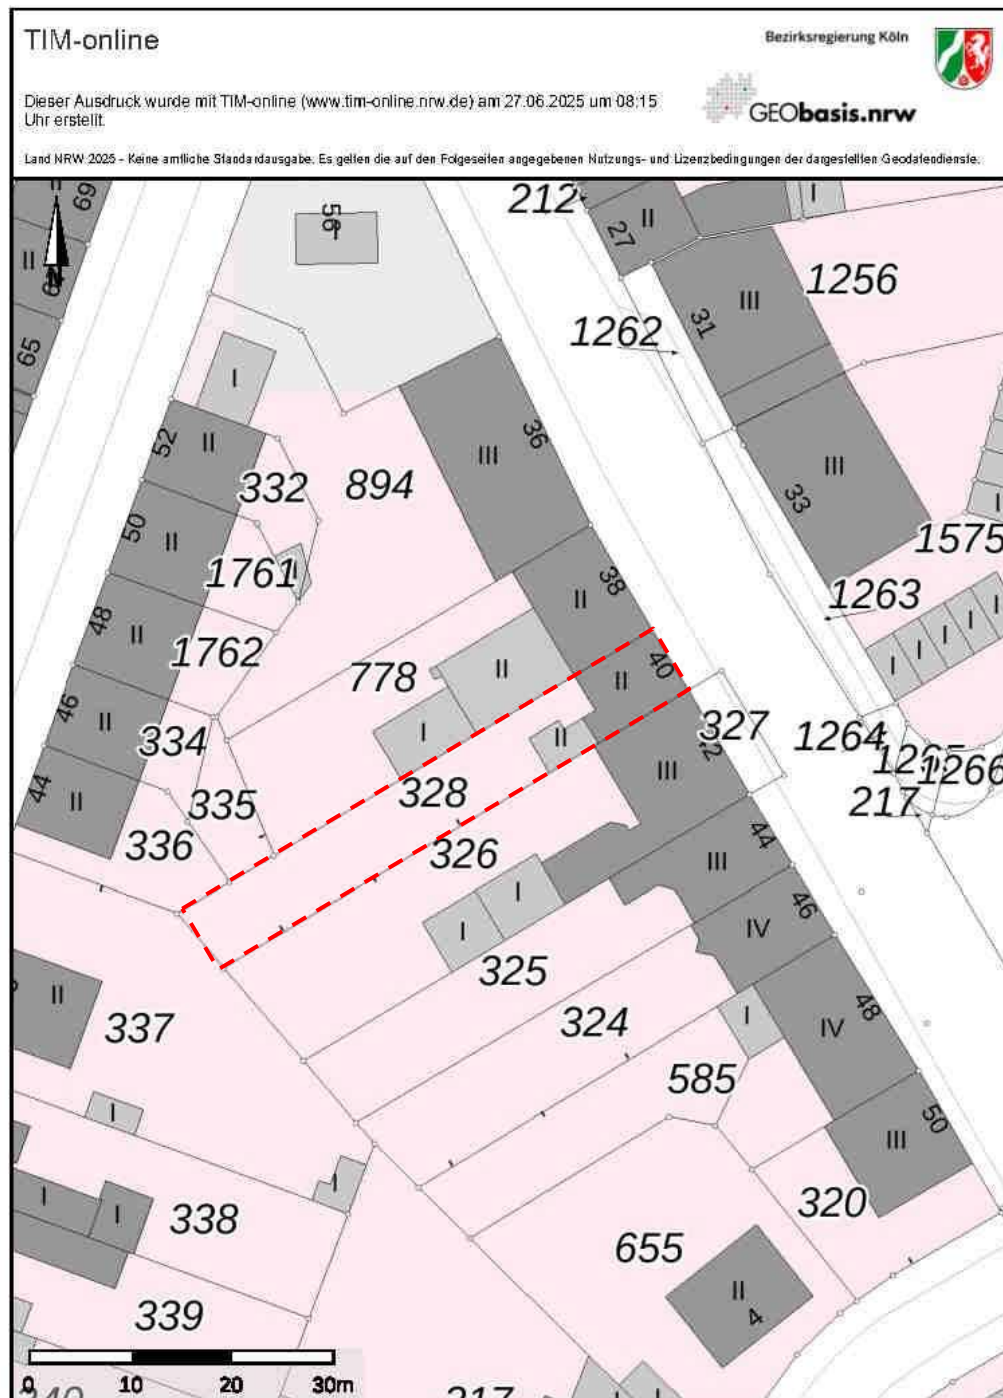 TIM-online
Bezirksregierung Köln
Dieser Ausdruck wurde mit TIM-online (www.tim-online.nrw.de) am 27.06.2025 um 08:15
Uhr erstellt.
GEObasis.nrw
Land NRW 2025 - Keine amtliche Standardausgabe. Es gelten die auf den Folgeseiten angegebenen Nutzungs- und Lizenzbedingungen der dargestellten Geodatendienste.
69
56
212
27
II
I
II
N
1256
III
31
1262
65
I
36
III
52
II
332
894
III
33
I
1575
50
II
1761
I
38
II
1263
48
II
1762
I
I
I
I
I
778
II
40
II
46
II
334
I
II
327
1264
1266
44
II
335
328
III
217
336
326
44
III
I
I
46
IV
II
325
337
324
I
48
IV
585
I
50
III
I
I
I
338
320
655
II
4
339
0
10
20
30m
I
I